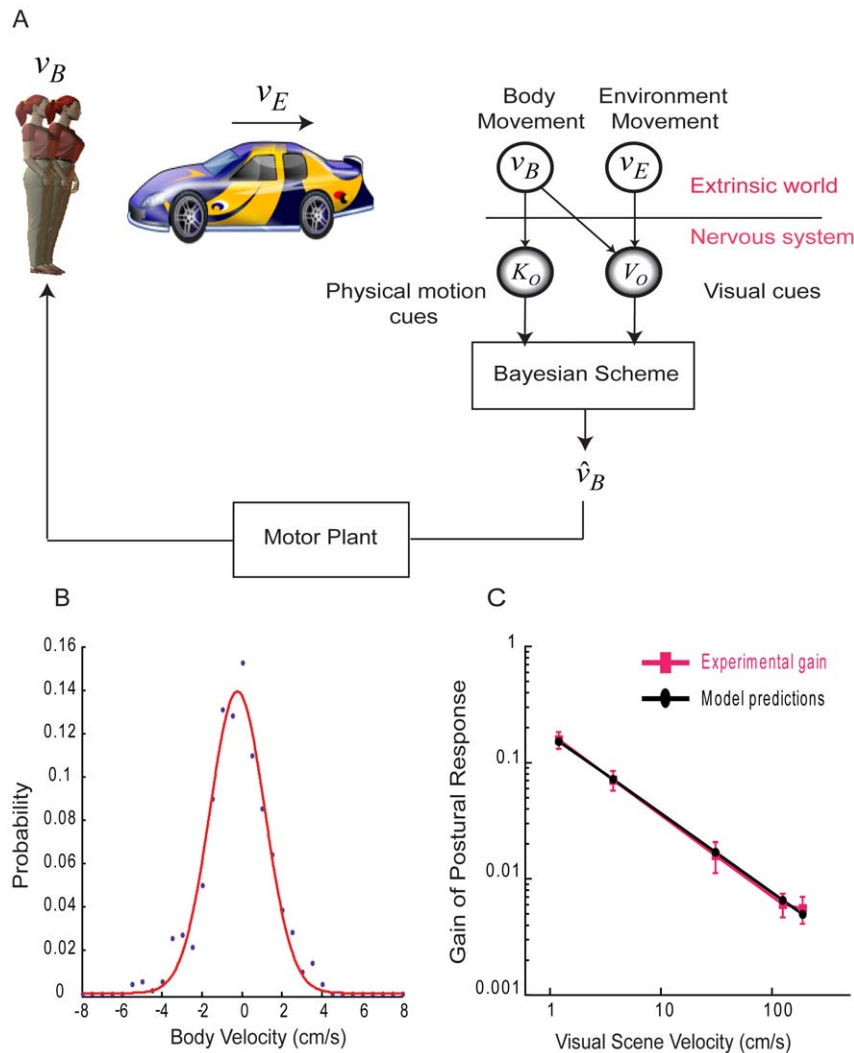 A
v_B
v_E
Body Movement
Environment Movement
v_B
v_E
Extrinsic world
Nervous system
Physical motion cues
K_O
V_O
Visual cues
Bayesian Scheme
v̂_B
Motor Plant
B
0.16
0.14
0.12
0.1
0.08
0.06
0.04
0.02
0
Probability
-8 -6 -4 -2 0 2 4 6 8
Body Velocity (cm/s)
C
1
0.1
0.01
0.001
Gain of Postural Response
Experimental gain
Model predictions
1 10 100
Visual Scene Velocity (cm/s)